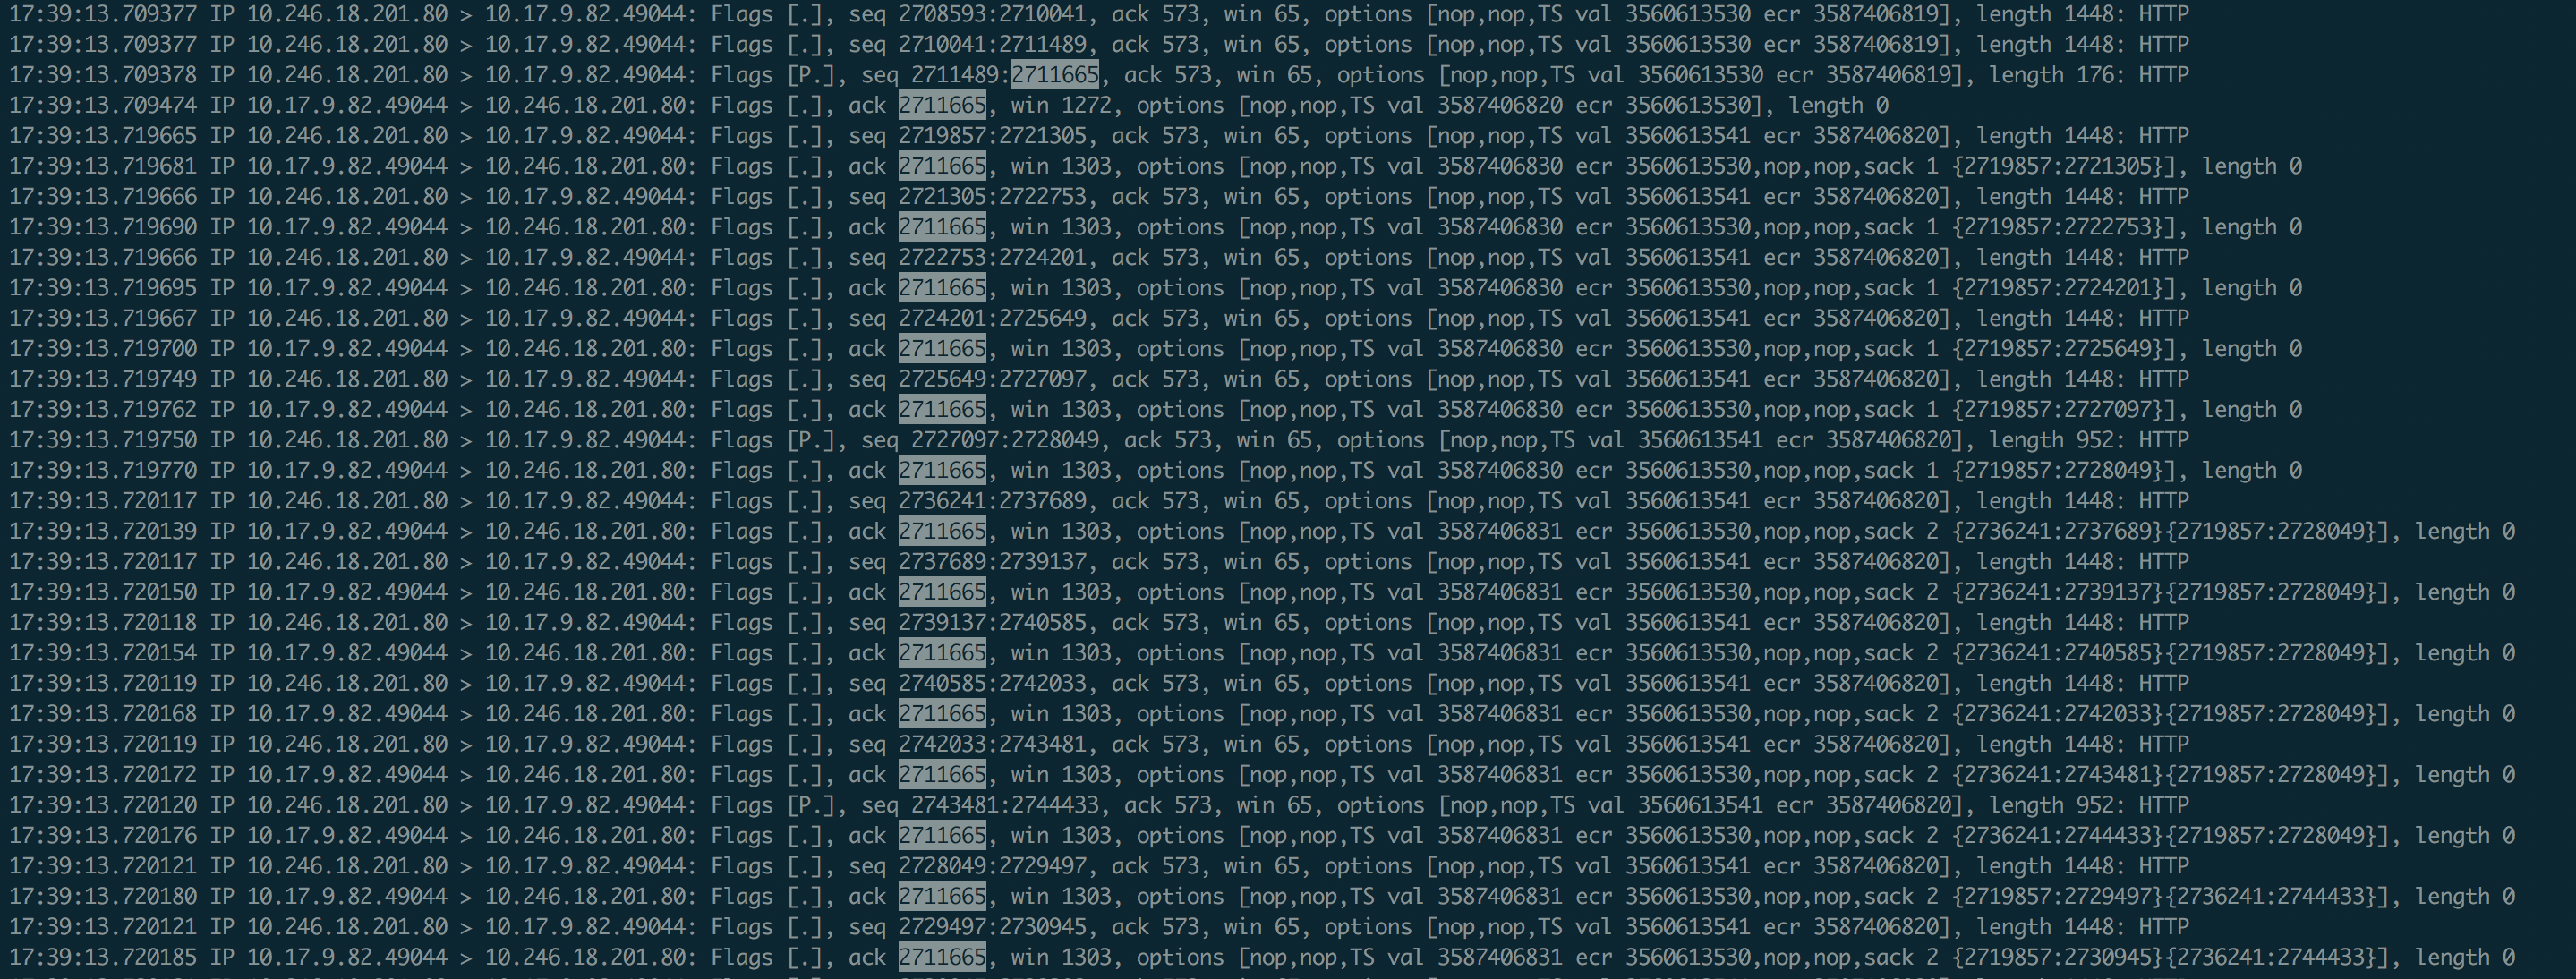 17:39:13.709377 IP 10.246.18.201.80 > 10.17.9.82.49044: Flags [.], seq 2708593:2710041, ack 573, win 65, options [nop,nop,TS val 3560613530 ecr 3587406819], length 1448: HTTP
17:39:13.709377 IP 10.246.18.201.80 > 10.17.9.82.49044: Flags [.], seq 2710041:2711489, ack 573, win 65, options [nop,nop,TS val 3560613530 ecr 3587406819], length 1448: HTTP
17:39:13.709378 IP 10.246.18.201.80 > 10.17.9.82.49044: Flags [P.], seq 2711489:2711665, ack 573, win 65, options [nop,nop,TS val 3560613530 ecr 3587406819], length 176: HTTP
17:39:13.709474 IP 10.17.9.82.49044 > 10.246.18.201.80: Flags [.], ack 2711665, win 1272, options [nop,nop,TS val 3587406820 ecr 3560613530], length 0
17:39:13.719665 IP 10.246.18.201.80 > 10.17.9.82.49044: Flags [.], seq 2719857:2721305, ack 573, win 65, options [nop,nop,TS val 3560613541 ecr 3587406820], length 1448: HTTP
17:39:13.719681 IP 10.17.9.82.49044 > 10.246.18.201.80: Flags [.], ack 2711665, win 1303, options [nop,nop,TS val 3587406830 ecr 3560613530,nop,nop,sack 1 {2719857:2721305}], length 0
17:39:13.719666 IP 10.246.18.201.80 > 10.17.9.82.49044: Flags [.], seq 2721305:2722753, ack 573, win 65, options [nop,nop,TS val 3560613541 ecr 3587406820], length 1448: HTTP
17:39:13.719690 IP 10.17.9.82.49044 > 10.246.18.201.80: Flags [.], ack 2711665, win 1303, options [nop,nop,TS val 3587406830 ecr 3560613530,nop,nop,sack 1 {2719857:2722753}], length 0
17:39:13.719666 IP 10.246.18.201.80 > 10.17.9.82.49044: Flags [.], seq 2722753:2724201, ack 573, win 65, options [nop,nop,TS val 3560613541 ecr 3587406820], length 1448: HTTP
17:39:13.719695 IP 10.17.9.82.49044 > 10.246.18.201.80: Flags [.], ack 2711665, win 1303, options [nop,nop,TS val 3587406830 ecr 3560613530,nop,nop,sack 1 {2719857:2724201}], length 0
17:39:13.719667 IP 10.246.18.201.80 > 10.17.9.82.49044: Flags [.], seq 2724201:2725649, ack 573, win 65, options [nop,nop,TS val 3560613541 ecr 3587406820], length 1448: HTTP
17:39:13.719700 IP 10.17.9.82.49044 > 10.246.18.201.80: Flags [.], ack 2711665, win 1303, options [nop,nop,TS val 3587406830 ecr 3560613530,nop,nop,sack 1 {2719857:2725649}], length 0
17:39:13.719749 IP 10.246.18.201.80 > 10.17.9.82.49044: Flags [.], seq 2725649:2727097, ack 573, win 65, options [nop,nop,TS val 3560613541 ecr 3587406820], length 1448: HTTP
17:39:13.719762 IP 10.17.9.82.49044 > 10.246.18.201.80: Flags [.], ack 2711665, win 1303, options [nop,nop,TS val 3587406830 ecr 3560613530,nop,nop,sack 1 {2719857:2727097}], length 0
17:39:13.719750 IP 10.246.18.201.80 > 10.17.9.82.49044: Flags [P.], seq 2727097:2728049, ack 573, win 65, options [nop,nop,TS val 3560613541 ecr 3587406820], length 952: HTTP
17:39:13.719770 IP 10.17.9.82.49044 > 10.246.18.201.80: Flags [.], ack 2711665, win 1303, options [nop,nop,TS val 3587406830 ecr 3560613530,nop,nop,sack 1 {2719857:2728049}], length 0
17:39:13.720117 IP 10.246.18.201.80 > 10.17.9.82.49044: Flags [.], seq 2736241:2737689, ack 573, win 65, options [nop,nop,TS val 3560613541 ecr 3587406820], length 1448: HTTP
17:39:13.720139 IP 10.17.9.82.49044 > 10.246.18.201.80: Flags [.], ack 2711665, win 1303, options [nop,nop,TS val 3587406831 ecr 3560613530,nop,nop,sack 2 {2736241:2737689}{2719857:2728049}], length 0
17:39:13.720117 IP 10.246.18.201.80 > 10.17.9.82.49044: Flags [.], seq 2737689:2739137, ack 573, win 65, options [nop,nop,TS val 3560613541 ecr 3587406820], length 1448: HTTP
17:39:13.720150 IP 10.17.9.82.49044 > 10.246.18.201.80: Flags [.], ack 2711665, win 1303, options [nop,nop,TS val 3587406831 ecr 3560613530,nop,nop,sack 2 {2736241:2739137}{2719857:2728049}], length 0
17:39:13.720118 IP 10.246.18.201.80 > 10.17.9.82.49044: Flags [.], seq 2739137:2740585, ack 573, win 65, options [nop,nop,TS val 3560613541 ecr 3587406820], length 1448: HTTP
17:39:13.720154 IP 10.17.9.82.49044 > 10.246.18.201.80: Flags [.], ack 2711665, win 1303, options [nop,nop,TS val 3587406831 ecr 3560613530,nop,nop,sack 2 {2736241:2740585}{2719857:2728049}], length 0
17:39:13.720119 IP 10.246.18.201.80 > 10.17.9.82.49044: Flags [.], seq 2740585:2742033, ack 573, win 65, options [nop,nop,TS val 3560613541 ecr 3587406820], length 1448: HTTP
17:39:13.720168 IP 10.17.9.82.49044 > 10.246.18.201.80: Flags [.], ack 2711665, win 1303, options [nop,nop,TS val 3587406831 ecr 3560613530,nop,nop,sack 2 {2736241:2742033}{2719857:2728049}], length 0
17:39:13.720119 IP 10.246.18.201.80 > 10.17.9.82.49044: Flags [.], seq 2742033:2743481, ack 573, win 65, options [nop,nop,TS val 3560613541 ecr 3587406820], length 1448: HTTP
17:39:13.720172 IP 10.17.9.82.49044 > 10.246.18.201.80: Flags [.], ack 2711665, win 1303, options [nop,nop,TS val 3587406831 ecr 3560613530,nop,nop,sack 2 {2736241:2743481}{2719857:2728049}], length 0
17:39:13.720120 IP 10.246.18.201.80 > 10.17.9.82.49044: Flags [P.], seq 2743481:2744433, ack 573, win 65, options [nop,nop,TS val 3560613541 ecr 3587406820], length 952: HTTP
17:39:13.720176 IP 10.17.9.82.49044 > 10.246.18.201.80: Flags [.], ack 2711665, win 1303, options [nop,nop,TS val 3587406831 ecr 3560613530,nop,nop,sack 2 {2736241:2744433}{2719857:2728049}], length 0
17:39:13.720121 IP 10.246.18.201.80 > 10.17.9.82.49044: Flags [.], seq 2728049:2729497, ack 573, win 65, options [nop,nop,TS val 3560613541 ecr 3587406820], length 1448: HTTP
17:39:13.720180 IP 10.17.9.82.49044 > 10.246.18.201.80: Flags [.], ack 2711665, win 1303, options [nop,nop,TS val 3587406831 ecr 3560613530,nop,nop,sack 2 {2719857:2729497}{2736241:2744433}], length 0
17:39:13.720121 IP 10.246.18.201.80 > 10.17.9.82.49044: Flags [.], seq 2729497:2730945, ack 573, win 65, options [nop,nop,TS val 3560613541 ecr 3587406820], length 1448: HTTP
17:39:13.720185 IP 10.17.9.82.49044 > 10.246.18.201.80: Flags [.], ack 2711665, win 1303, options [nop,nop,TS val 3587406831 ecr 3560613530,nop,nop,sack 2 {2719857:2730945}{2736241:2744433}], length 0